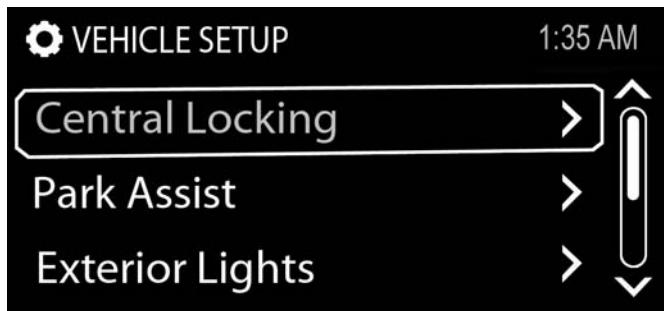 VEHICLE SETUP 1:35 AM
Central Locking
Park Assist
Exterior Lights